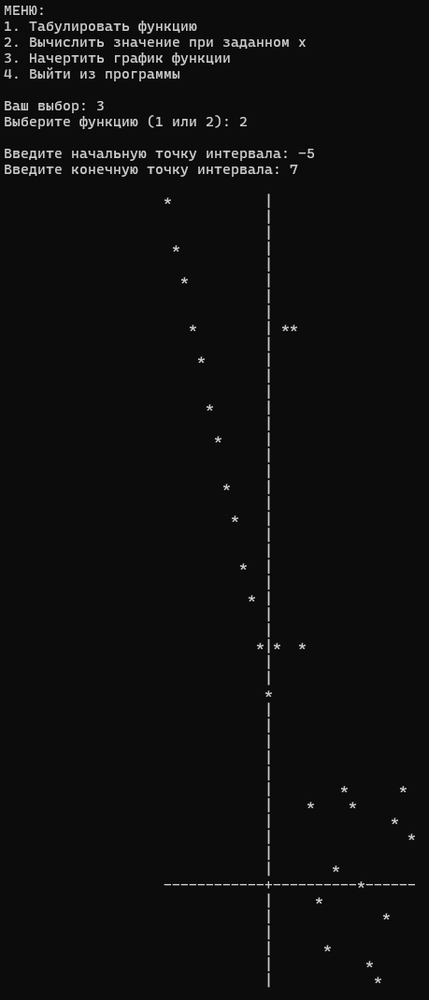 МЕНЮ:
1. Табулировать функцию
2. Вычислить значение при заданном x
3. Начертить график функции
4. Выйти из программы
Ваш выбор: 3
Выберите функцию (1 или 2): 2
Введите начальную точку интервала: -5
Введите конечную точку интервала: 7